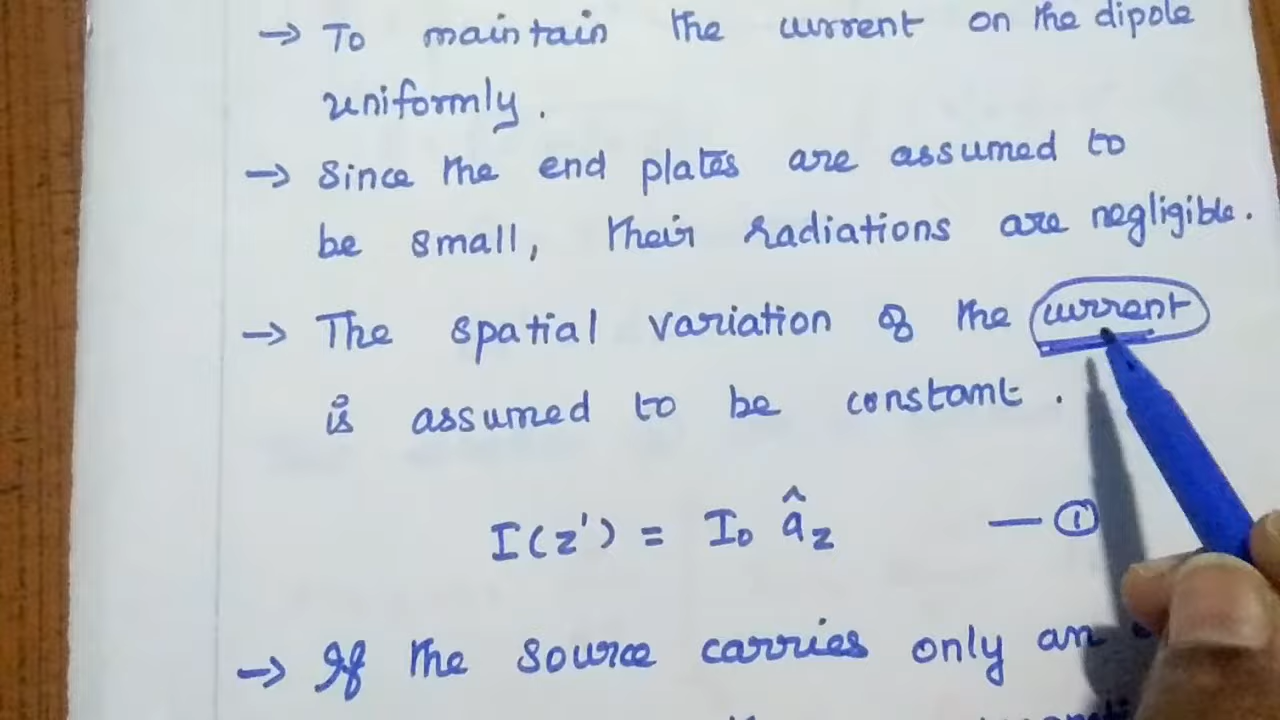 → To maintain the current on the dipole
uniformly.
→ Since the end plates are assumed to
be small, their radiations are negligible.
→ The spatial variation of the current
is assumed to be constant.
I(z') = I₀ â_z — ①
→ If the source carries only an